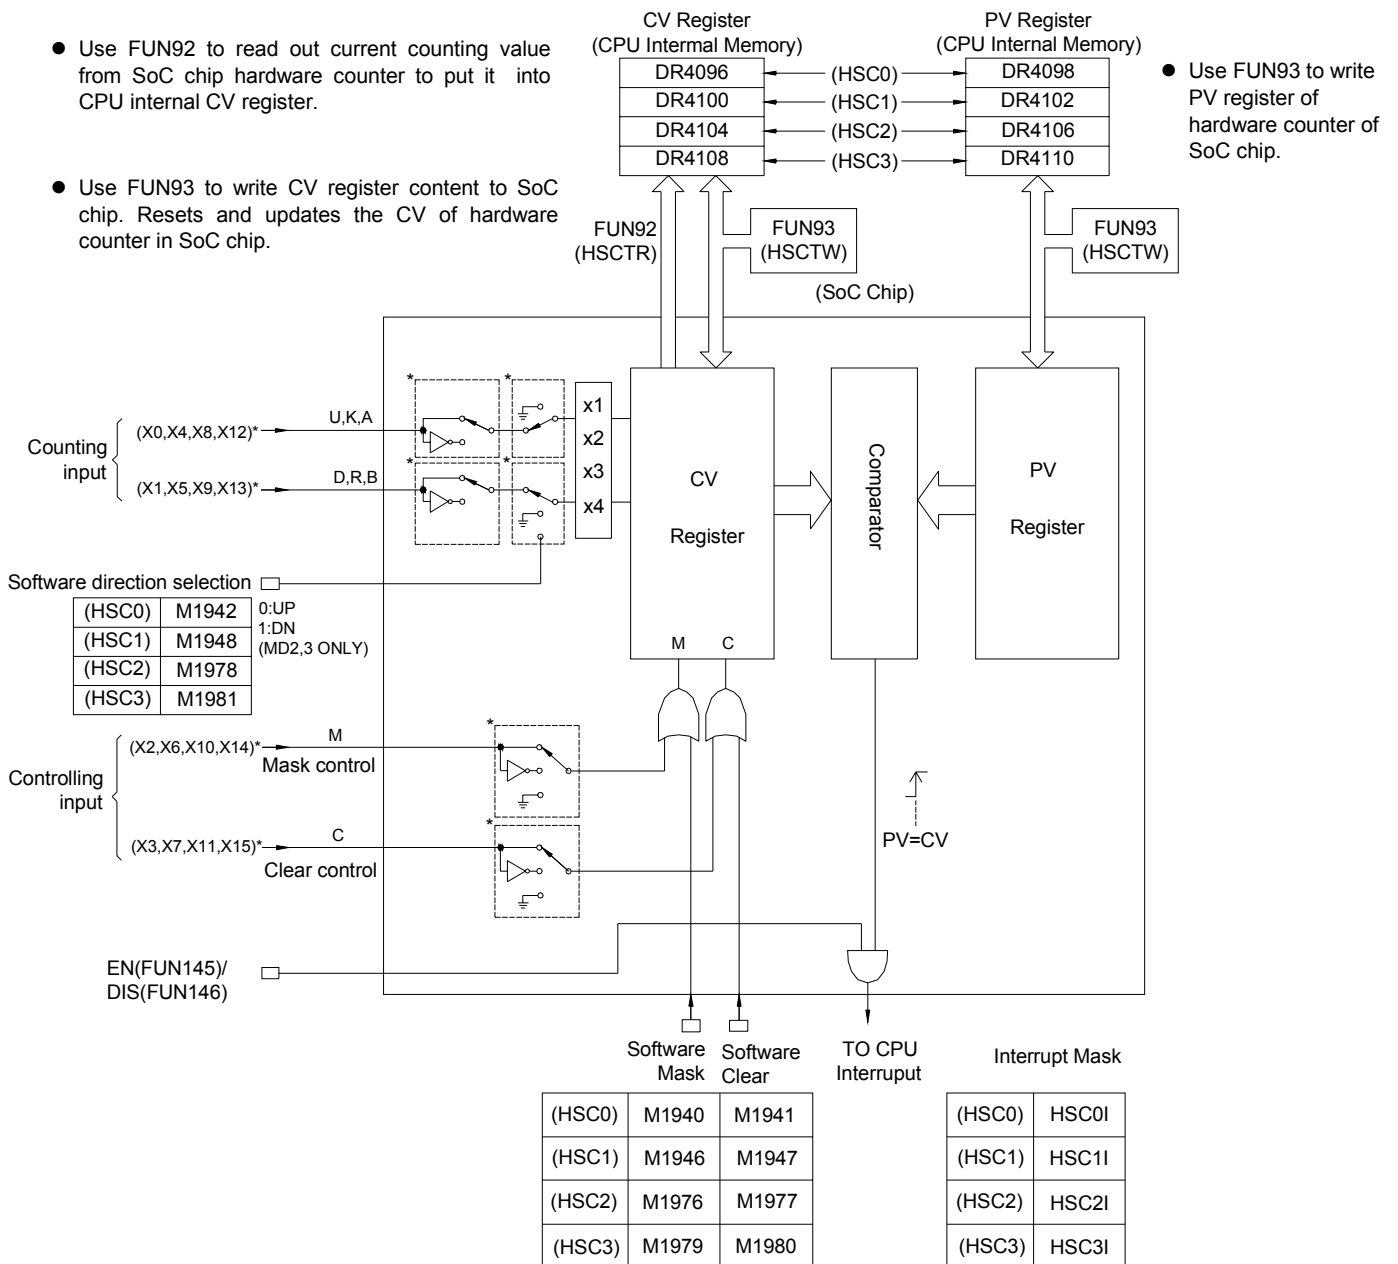 ● Use FUN92 to read out current counting value
from SoC chip hardware counter to put it into
CPU internal CV register.
● Use FUN93 to write CV register content to SoC
chip. Resets and updates the CV of hardware
counter in SoC chip.
CV Register
(CPU Intermal Memory)
DR4096
DR4100
DR4104
DR4108
(HSC0)
(HSC1)
(HSC2)
(HSC3)
PV Register
(CPU Internal Memory)
DR4098
DR4102
DR4106
DR4110
● Use FUN93 to write
PV register of
hardware counter of
SoC chip.
FUN92
(HSCTR)
FUN93
(HSCTW)
FUN93
(HSCTW)
(SoC Chip)
Counting
input
(X0,X4,X8,X12)*
U,K,A
(X1,X5,X9,X13)*
D,R,B
*
*
*
*
x1
x2
x3
x4
CV
Register
M
C
Comparator
PV
Register
Software direction selection
(HSC0) M1942
(HSC1) M1948
(HSC2) M1978
(HSC3) M1981
0:UP
1:DN
(MD2,3 ONLY)
Controlling
input
(X2,X6,X10,X14)*
M
Mask control
*
(X3,X7,X11,X15)*
C
Clear control
*
PV=CV
EN(FUN145)/
DIS(FUN146)
Software
Mask
Software
Clear
TO CPU
Interruput
Interrupt Mask
(HSC0) M1940 M1941
(HSC1) M1946 M1947
(HSC2) M1976 M1977
(HSC3) M1979 M1980
(HSC0) HSC0I
(HSC1) HSC1I
(HSC2) HSC2I
(HSC3) HSC3I